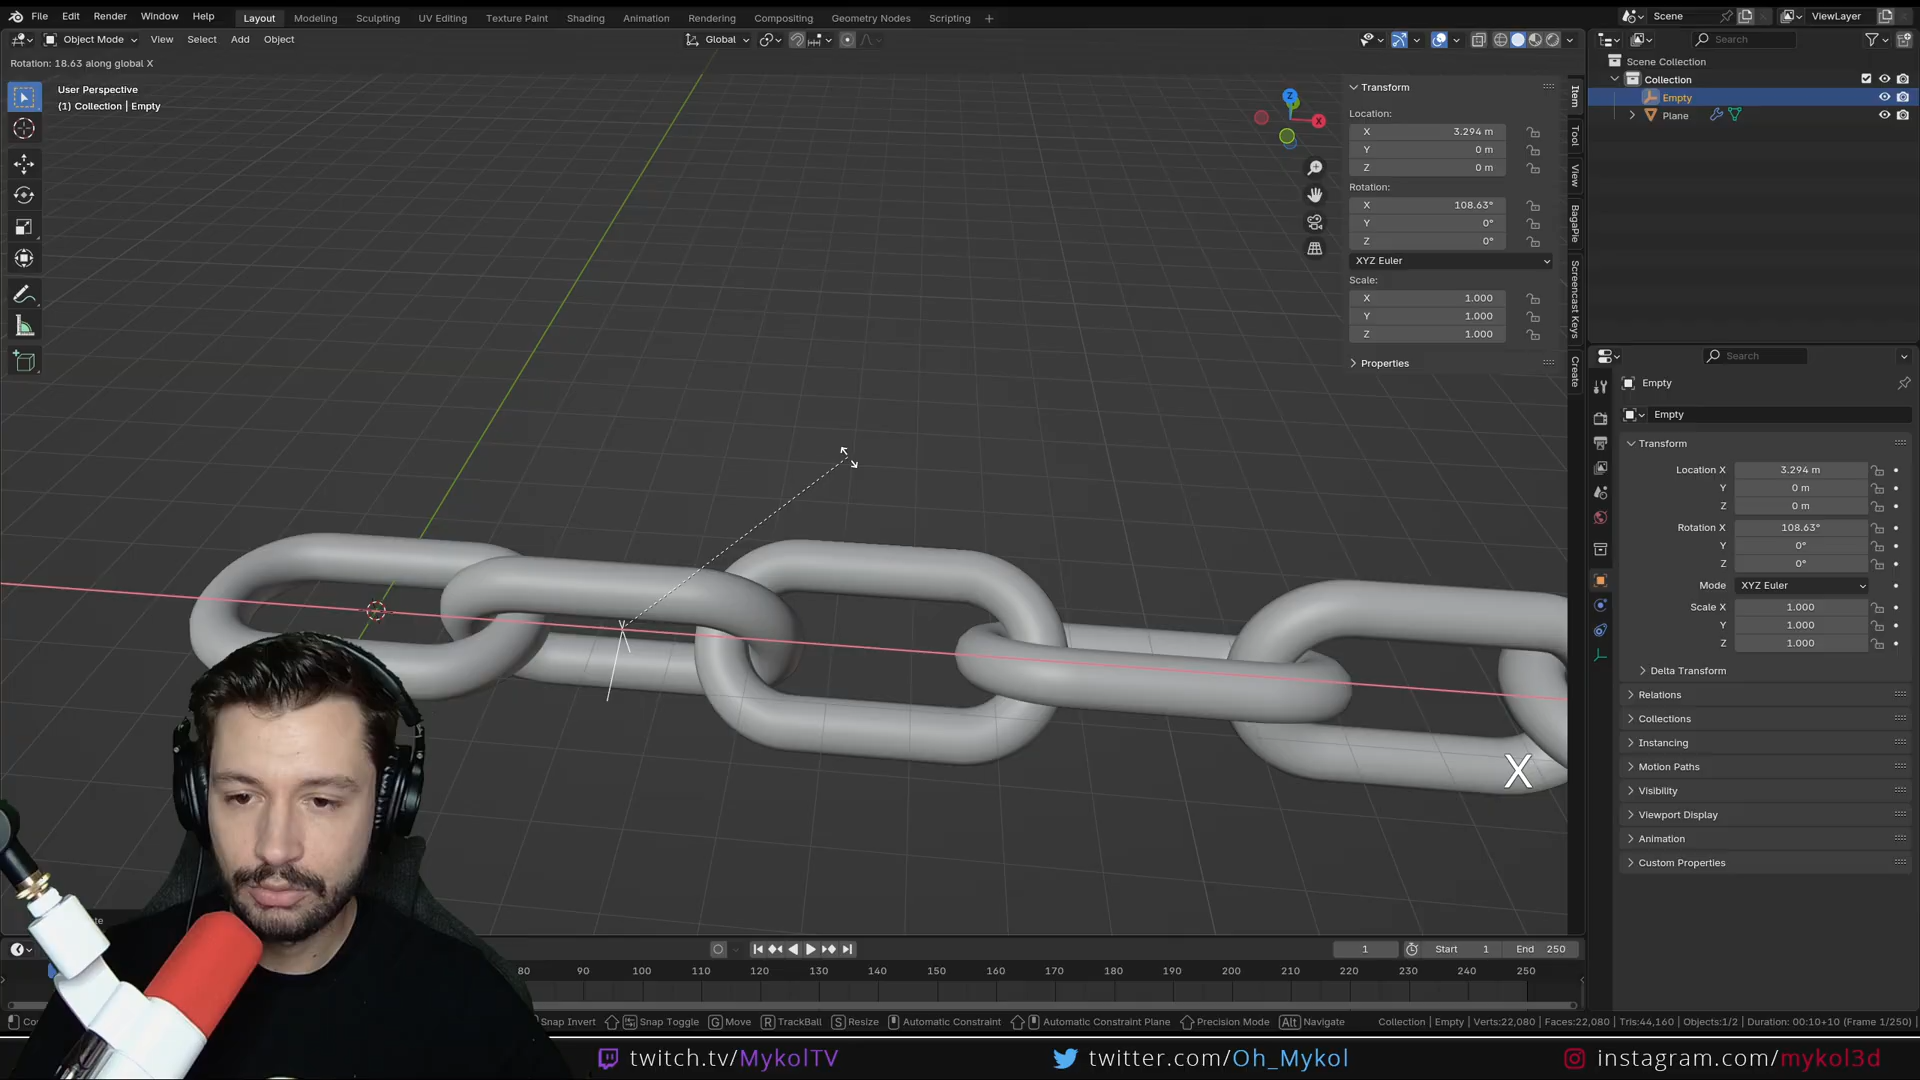 File Edit Render Window Help Layout Modeling Sculpting UV Editing Texture Paint Shading Animation Rendering Compositing Geometry Nodes Scripting + Scene ViewLayer
Object Mode View Select Add Object Global Search
Rotation: 18.63 along global X
Scene Collection
User Perspective
(1) Collection | Empty
Collection
Empty
Plane
Transform
Location:
X 3.294 m
Y 0 m
Z 0 m
Rotation:
X 108.63°
Y 0°
Z 0°
XYZ Euler
Scale:
X 1.000
Y 1.000
Z 1.000
Properties
Item
Tool
View
BagaPie
Screencast Keys
Create
Z
X
Search
Empty
Empty
Transform
Location X 3.294 m
Y 0 m
Z 0 m
Rotation X 108.63°
Y 0°
Z 0°
Mode XYZ Euler
Scale X 1.000
Y 1.000
Z 1.000
Delta Transform
Relations
Collections
Instancing
Motion Paths
Visibility
Viewport Display
Animation
Custom Properties
X
1 Start 1 End 250
80 90 100 110 120 130 140 150 160 170 180 190 200 210 220 230 240 250
Snap Invert Snap Toggle G Move R TrackBall S Resize Automatic Constraint Automatic Constraint Plane Precision Mode Alt Navigate Collection | Empty | Verts:22,080 | Faces:22,080 | Tris:44,160 | Objects:1/2 | Duration: 00:10+10 (Frame 1/250)
twitch.tv/MykolTV twitter.com/Oh_Mykol instagram.com/mykol3d